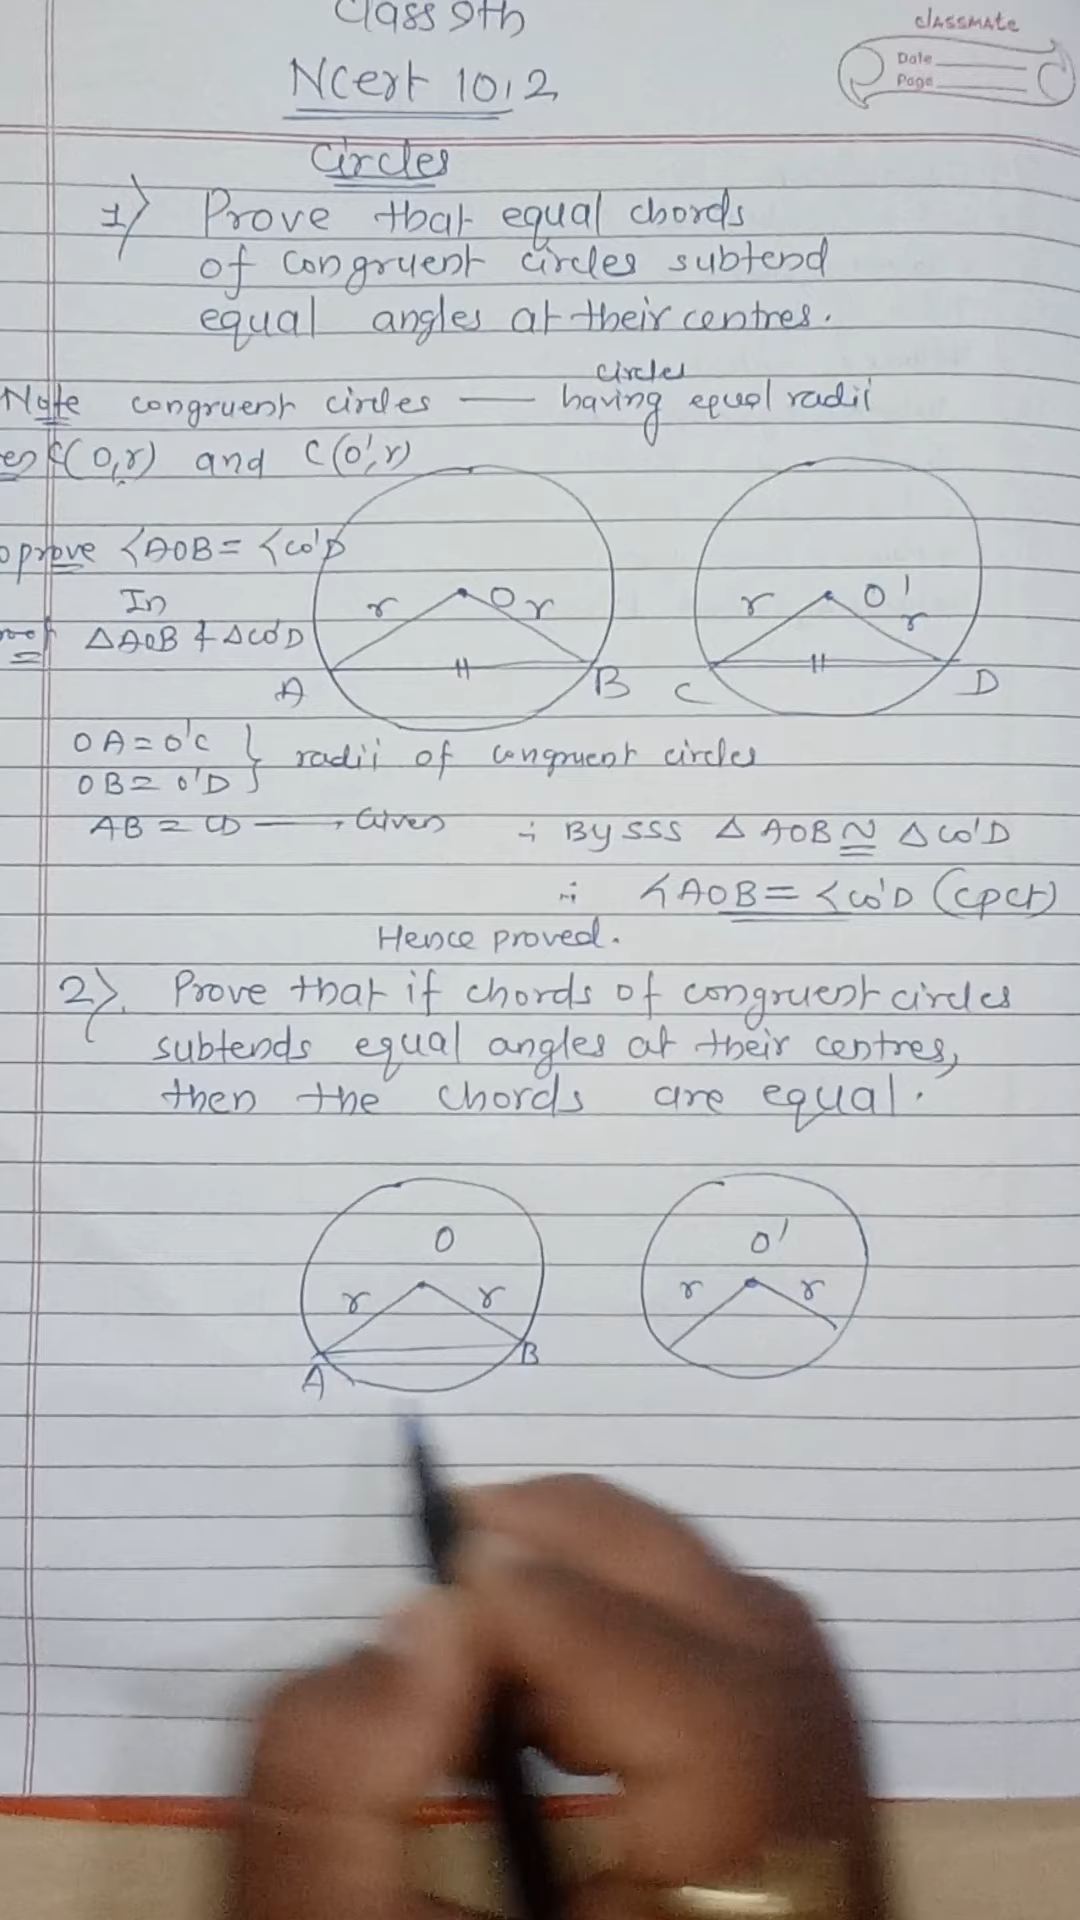 Class 9th
classmate
Date
Page
Ncert 10.2
Circles
1) Prove that equal chords
of congruent circles subtend
equal angles at their centres.
circles
Note congruent circles — having equal radii
C(O,r) and C(O',r)
prove ∠AOB = ∠CO'D
In
ΔAOB & ΔCO'D
r O r
r O' r
A B C D
OA = O'C } radii of congruent circles
OB = O'D
AB = CD → Given ∴ By SSS ΔAOB ≅ ΔCO'D
∴ ∠AOB = ∠CO'D (cpct)
Hence proved.
2) Prove that if chords of congruent circles
subtends equal angles at their centres,
then the chords are equal.
O O'
r r r r
A B